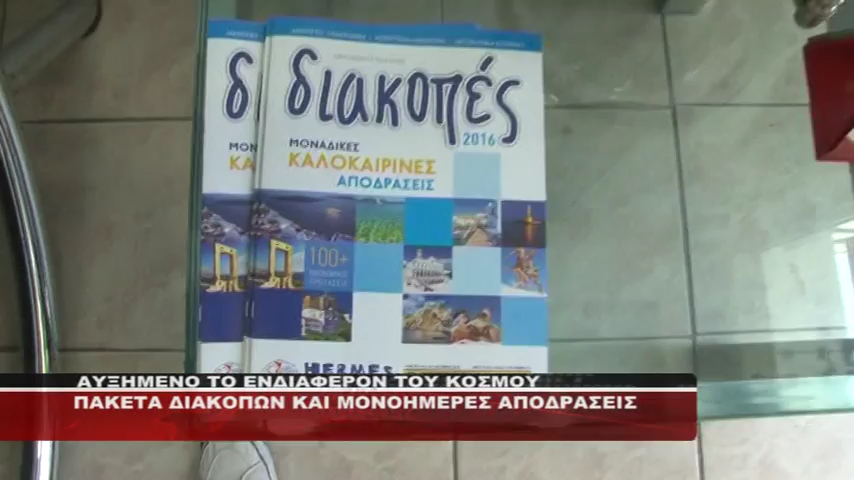 διακοπές
2016
ΜΟΝΑΔΙΚΕΣ
ΚΑΛΟΚΑΙΡΙΝΕΣ
ΑΠΟΔΡΑΣΕΙΣ
100+
HERMES
ΑΥΞΗΜΕΝΟ ΤΟ ΕΝΔΙΑΦΕΡΟΝ ΤΟΥ ΚΟΣΜΟΥ
ΠΑΚΕΤΑ ΔΙΑΚΟΠΩΝ ΚΑΙ ΜΟΝΟΗΜΕΡΕΣ ΑΠΟΔΡΑΣΕΙΣ